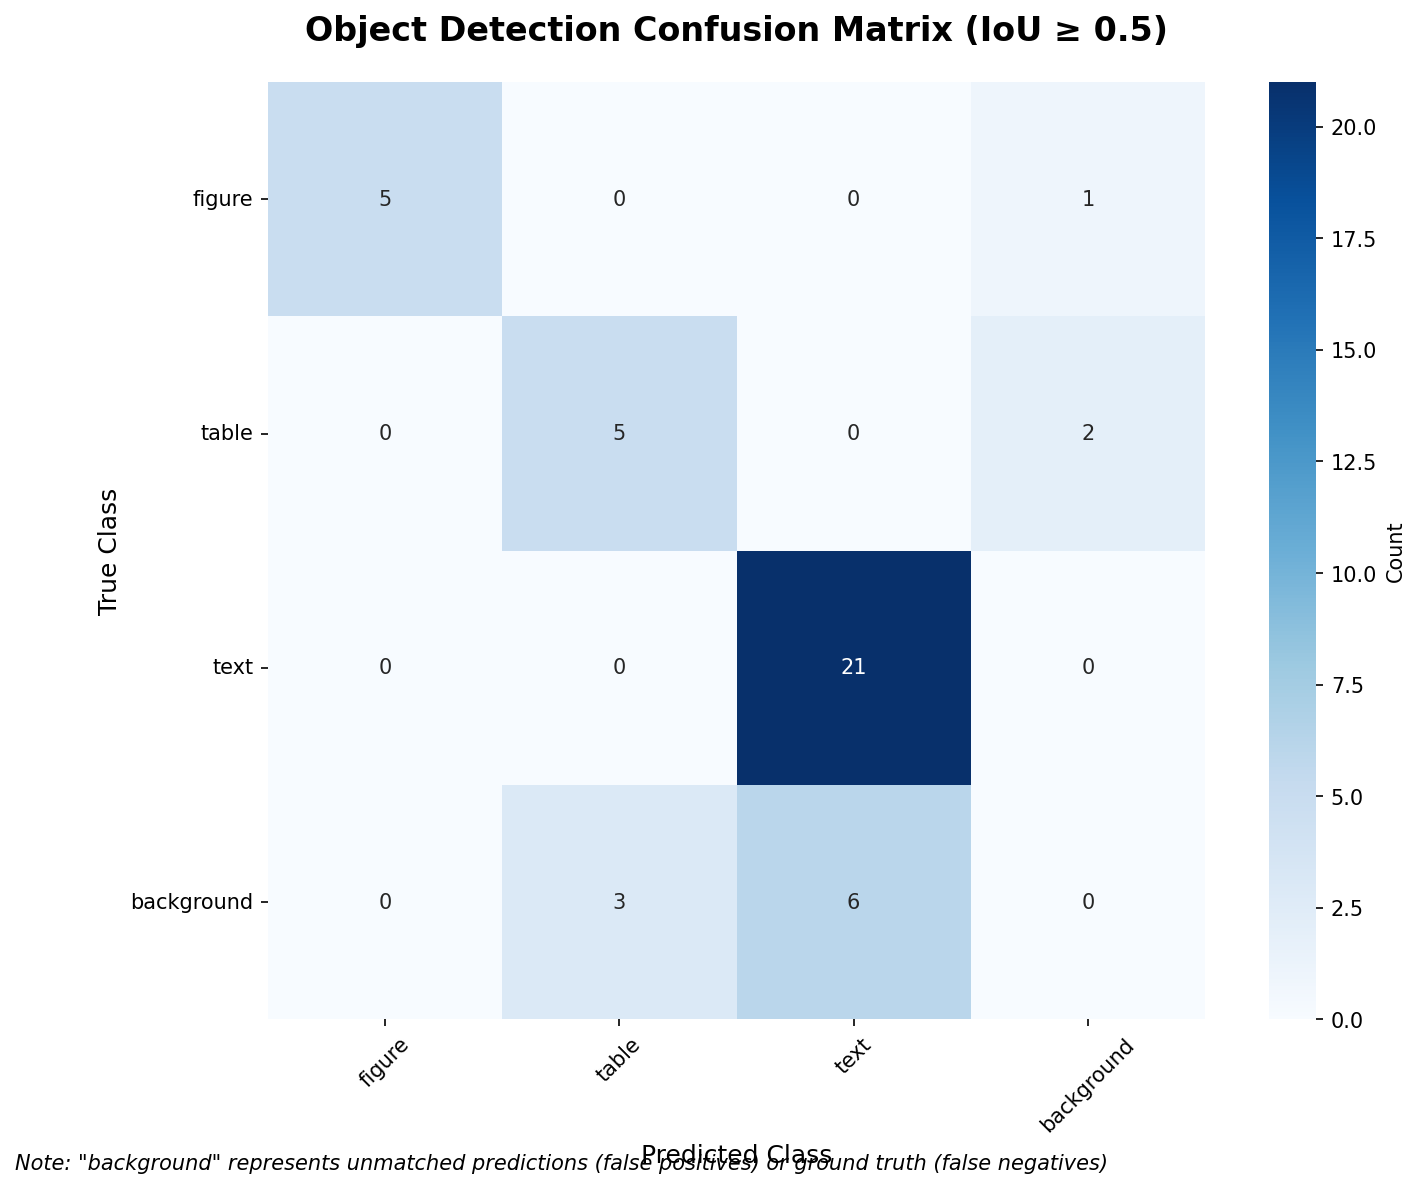 Object Detection Confusion Matrix (IoU ≥ 0.5)
figure 5 0 0 1
table 0 5 0 2
text 0 0 21 0
background 0 3 6 0
True Class
figure table text background
Predicted Class
20.0
17.5
15.0
12.5
10.0
7.5
5.0
2.5
0.0
Count
Note: "background" represents unmatched predictions (false positives) or ground truth (false negatives)